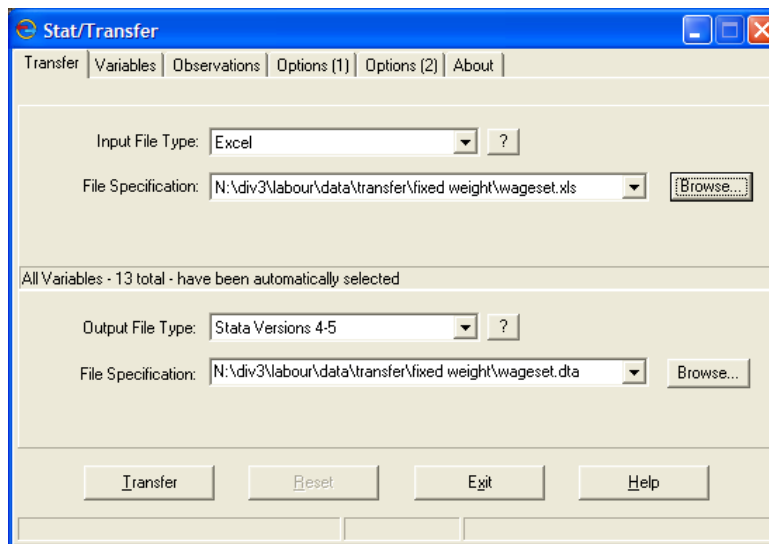 Stat/Transfer
Transfer Variables Observations Options (1) Options (2) About
Input File Type: Excel ?
File Specification: N:\div3\labour\data\transfer\fixed weight\wageset.xls Browse...
All Variables - 13 total - have been automatically selected
Output File Type: Stata Versions 4-5 ?
File Specification: N:\div3\labour\data\transfer\fixed weight\wageset.dta Browse...
Transfer Reset Exit Help